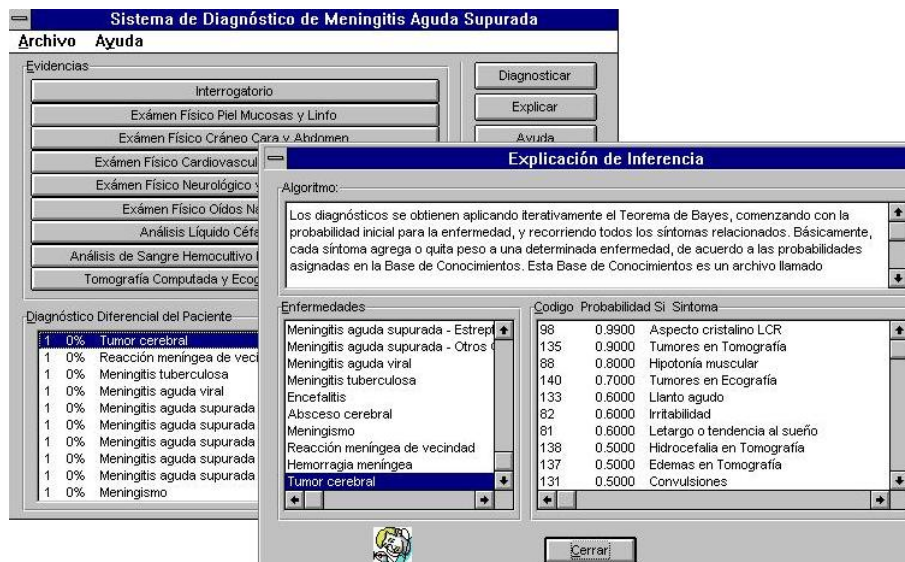 Sistema de Diagnóstico de Meningitis Aguda Supurada
Archivo Ayuda
Evidencias
Interrogatorio
Exámen Físico Piel Mucosas y Linfo
Exámen Físico Cráneo Cara y Abdomen
Exámen Físico
Exámen Físico Neurológico
Exámen Físico Oídos
Análisis Líquido
Análisis de Sangre Hemocultivo
Tomografía Computada y
Diagnosticar
Explicar
Ayuda
Diagnóstico Diferencial del Paciente
1 0% Tumor cerebral
1 0% Reacción meníngea de
1 0% Meningitis tuberculosa
1 0% Meningitis aguda viral
1 0% Meningitis aguda supurada
1 0% Meningitis aguda supurada
1 0% Meningitis aguda supurada
1 0% Meningitis aguda supurada
1 0% Meningitis aguda supurada
1 0% Meningismo
Explicación de Inferencia
Algoritmo:
Los diagnósticos se obtienen aplicando iterativamente el Teorema de Bayes, comenzando con la
probabilidad inicial para la enfermedad, y recorriendo todos los síntomas relacionados. Básicamente,
cada síntoma agrega o quita peso a una determinada enfermedad, de acuerdo a las probabilidades
asignadas en la Base de Conocimientos. Esta Base de Conocimientos es un archivo llamado
Enfermedades
Meningitis aguda supurada - Estrept
Meningitis aguda supurada - Otros
Meningitis aguda viral
Meningitis tuberculosa
Encefalitis
Absceso cerebral
Meningismo
Reacción meníngea de vecindad
Hemorragia meníngea
Tumor cerebral
Codigo Probabilidad Si Sintoma
98 0.9900 Aspecto cristalino LCR
135 0.9000 Tumores en Tomografía
88 0.8000 Hipotonía muscular
140 0.7000 Tumores en Ecografía
133 0.6000 Llanto agudo
82 0.6000 Irritabilidad
81 0.6000 Letargo o tendencia al sueño
138 0.5000 Hidrocefalia en Tomografía
137 0.5000 Edemas en Tomografía
131 0.5000 Convulsiones
Cerrar